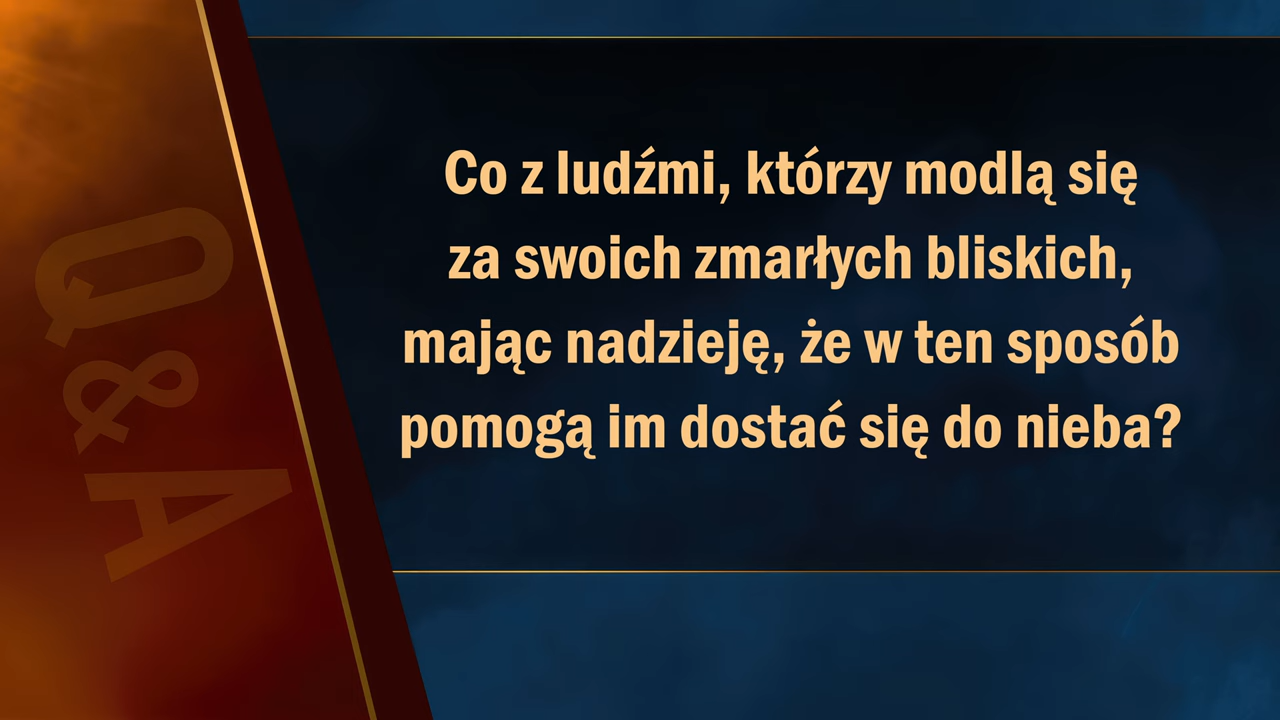 Co z ludźmi, którzy modlą się
za swoich zmarłych bliskich,
mając nadzieję, że w ten sposób
pomogą im dostać się do nieba?
Q&A